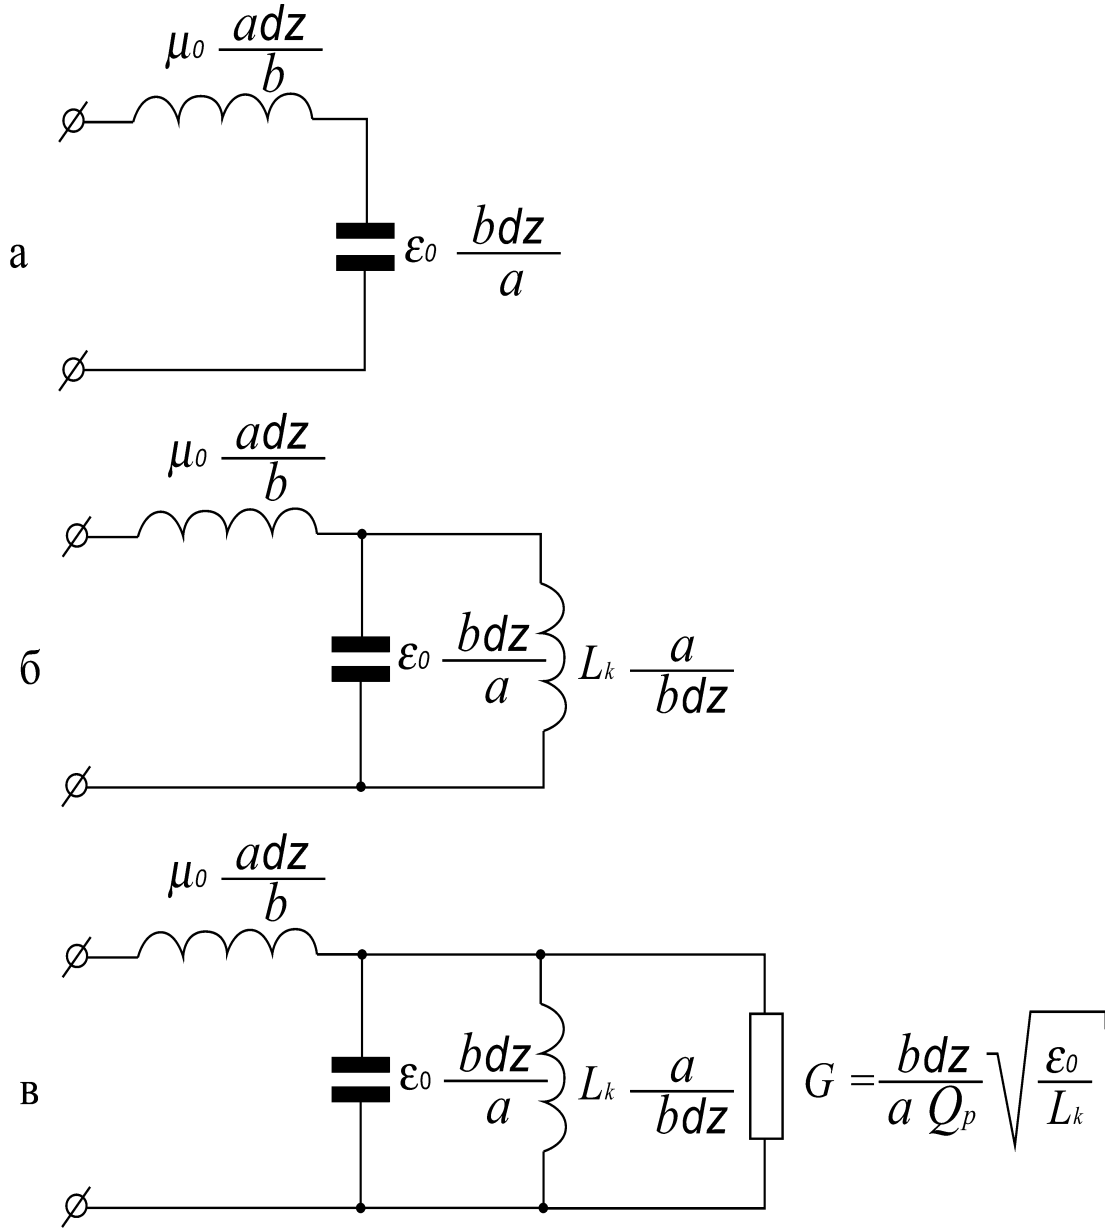 μ₀ adz/b
а ε₀ bdz/a
μ₀ adz/b
б ε₀ bdz/a Lₖ a/bdz
μ₀ adz/b
в ε₀ bdz/a Lₖ a/bdz G = bdz/a Qₚ √ε₀/Lₖ